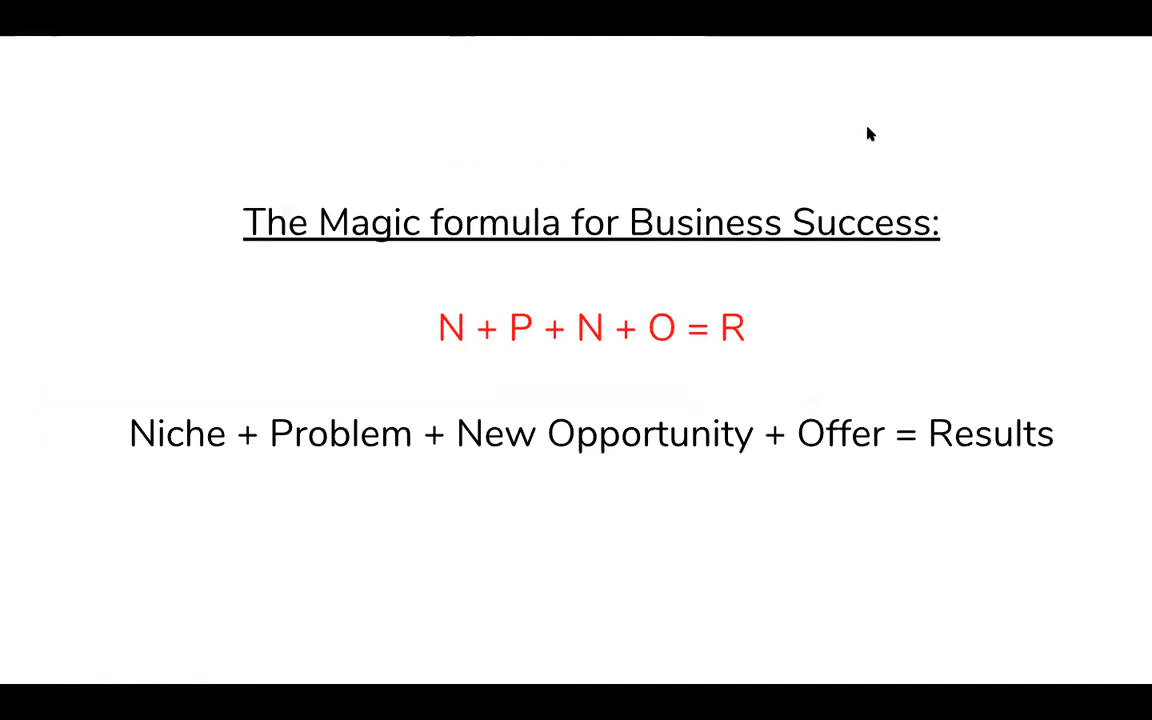 The Magic formula for Business Success:
N + P + N + O = R
Niche + Problem + New Opportunity + Offer = Results